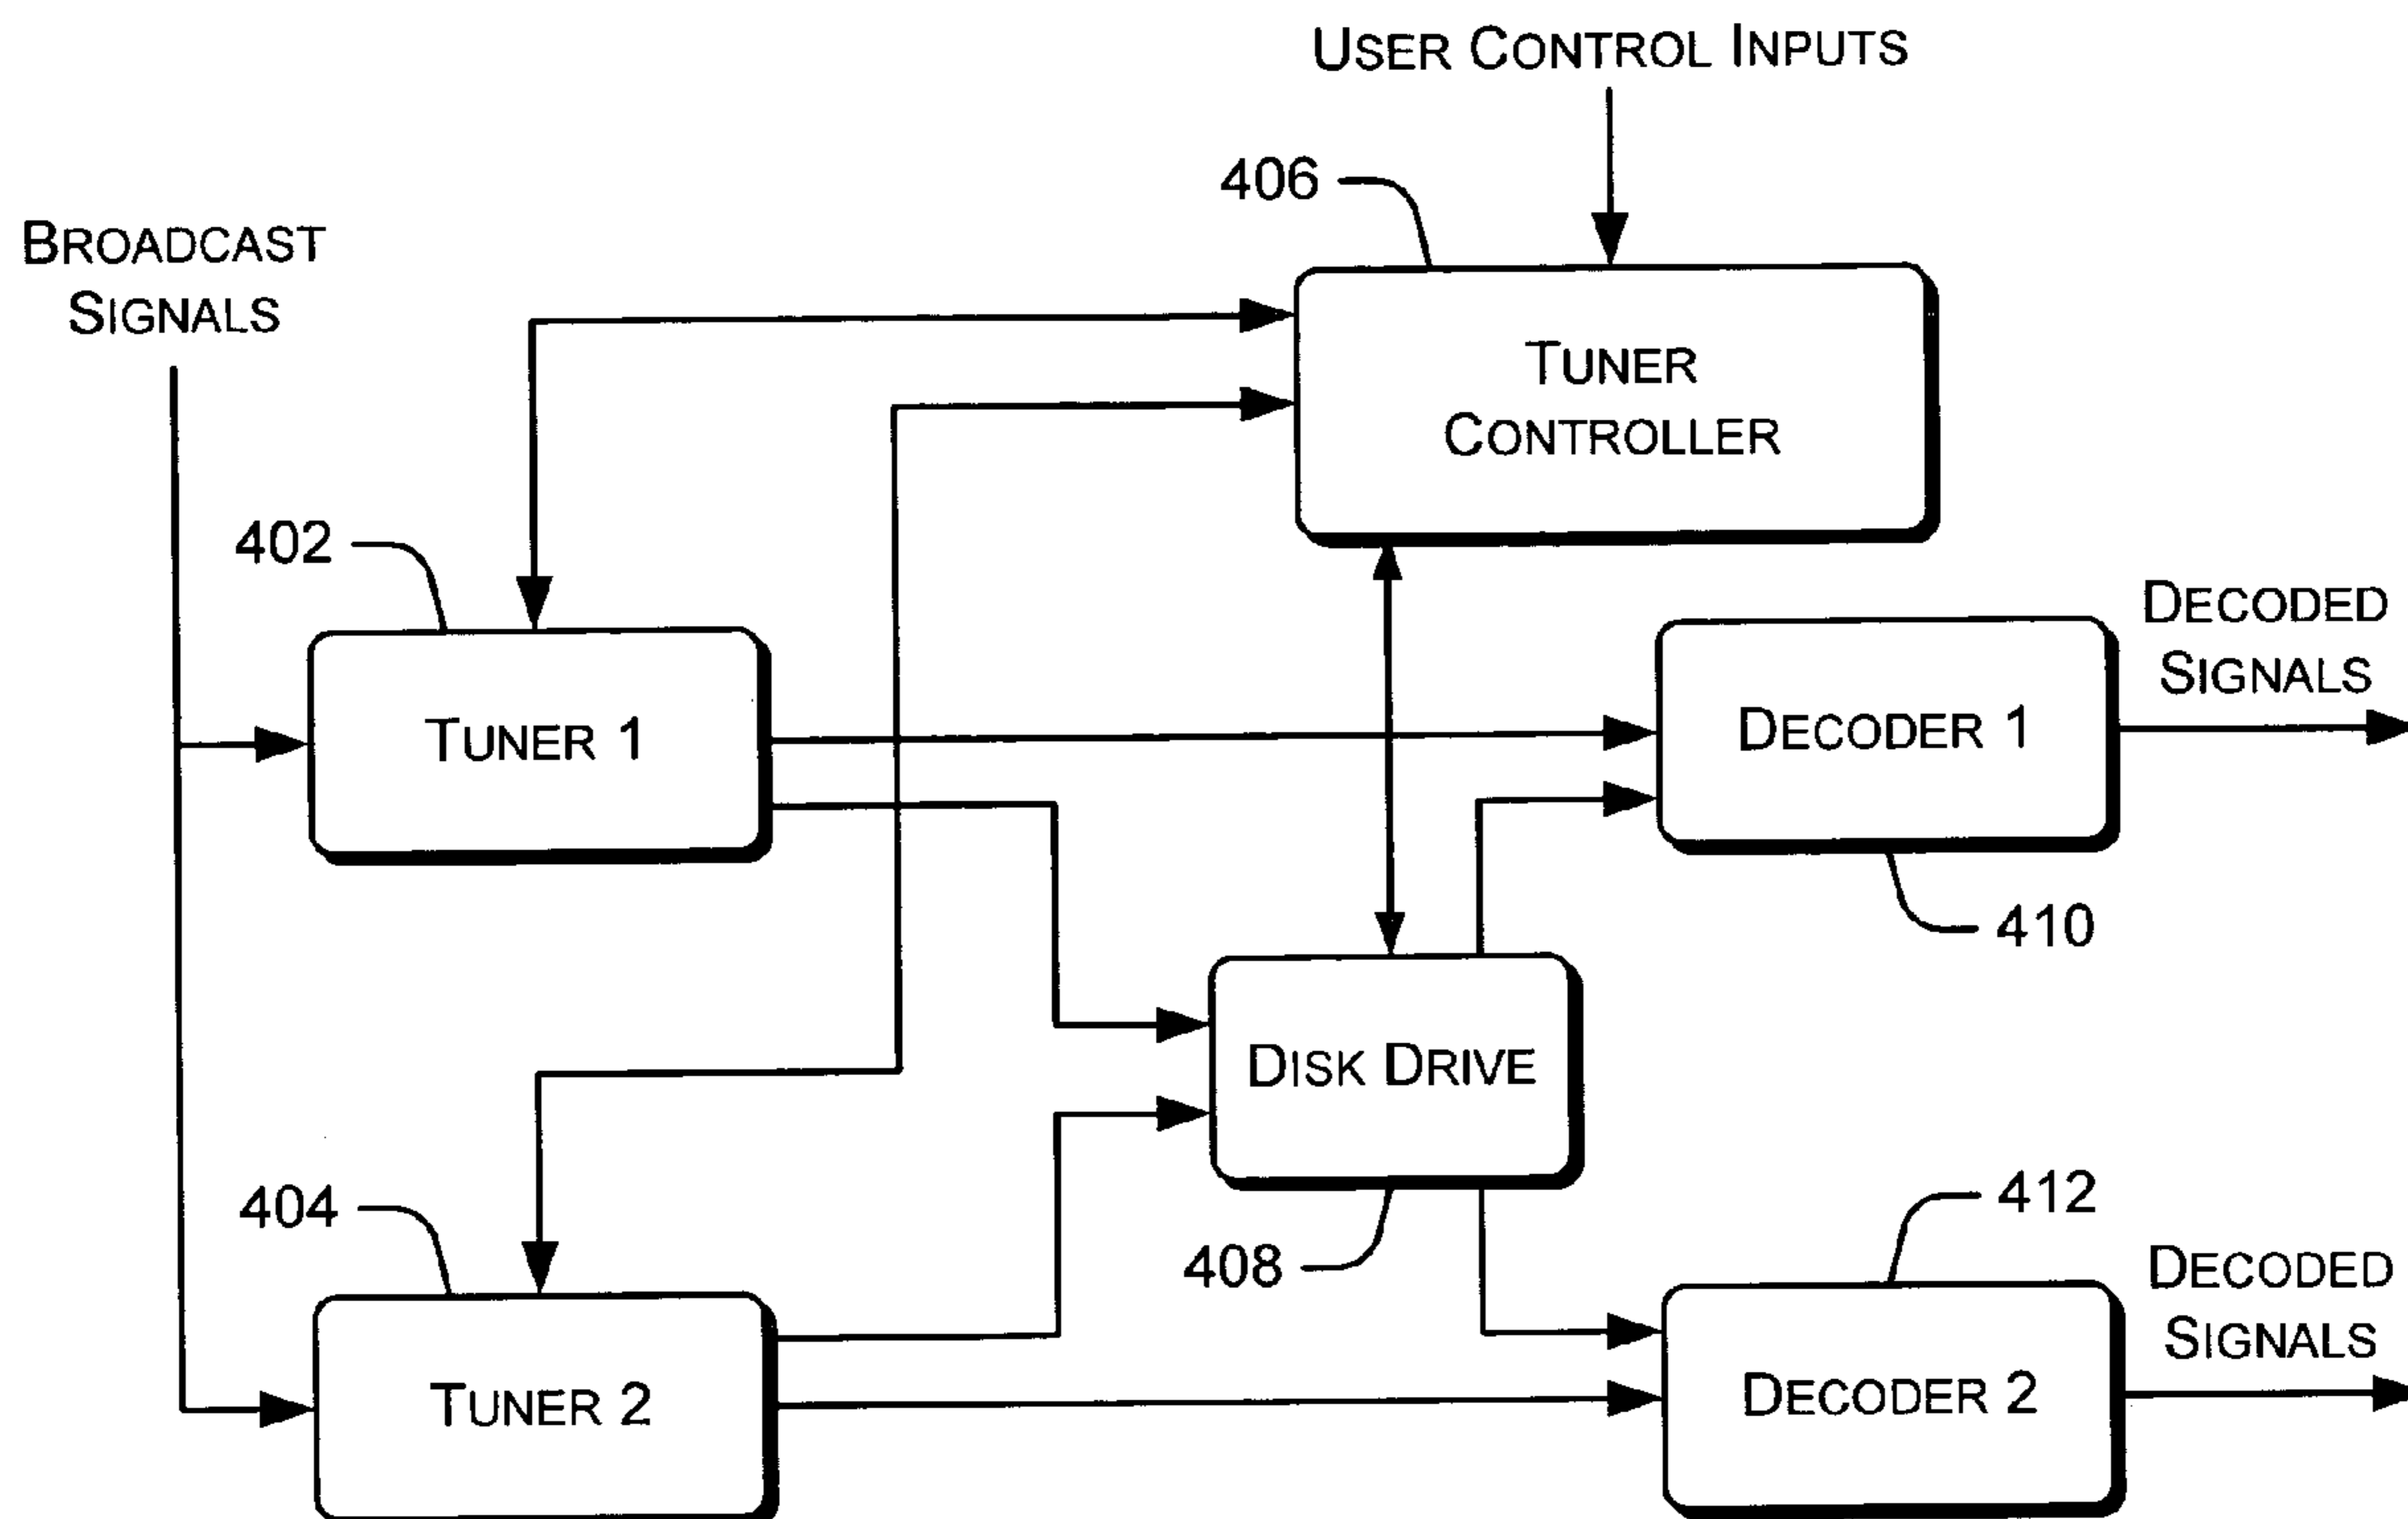 USER CONTROL INPUTS
406
BROADCAST
SIGNALS
TUNER
CONTROLLER
402
DECODED
SIGNALS
TUNER 1
DECODER 1
410
DISK DRIVE
404
408
412
DECODED
SIGNALS
TUNER 2
DECODER 2